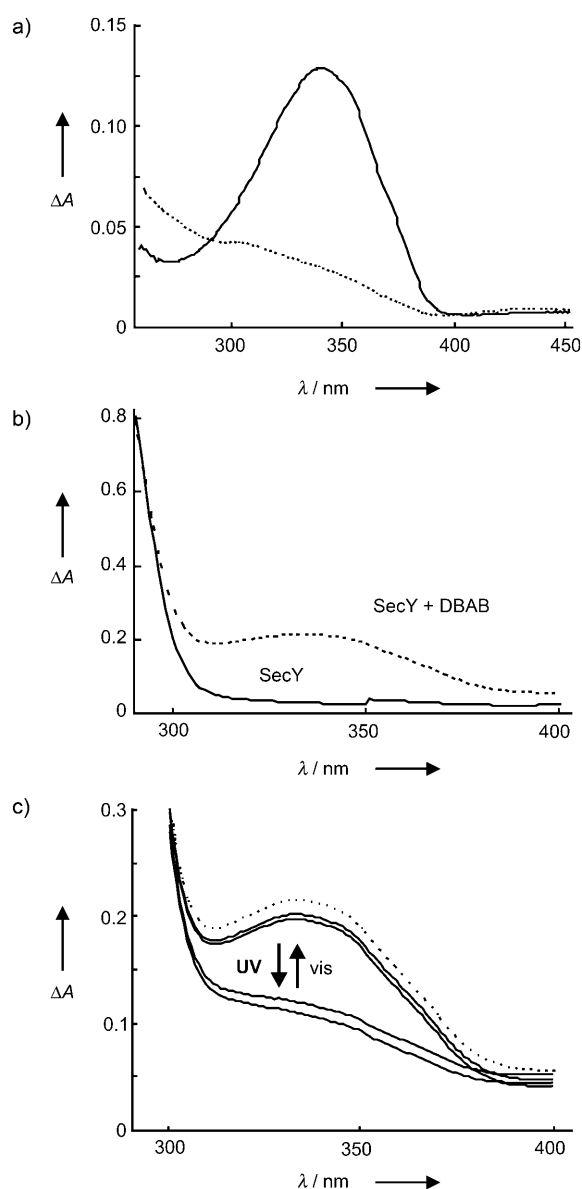 a)
0.15
0.10
ΔA
0.05
0
300 350 400 450
λ / nm
b)
0.8
0.6
ΔA
0.4
SecY + DBAB
0.2
SecY
0
300 350 400
λ / nm
c)
0.3
0.2
ΔA
UV vis
0.1
0
300 350 400
λ / nm